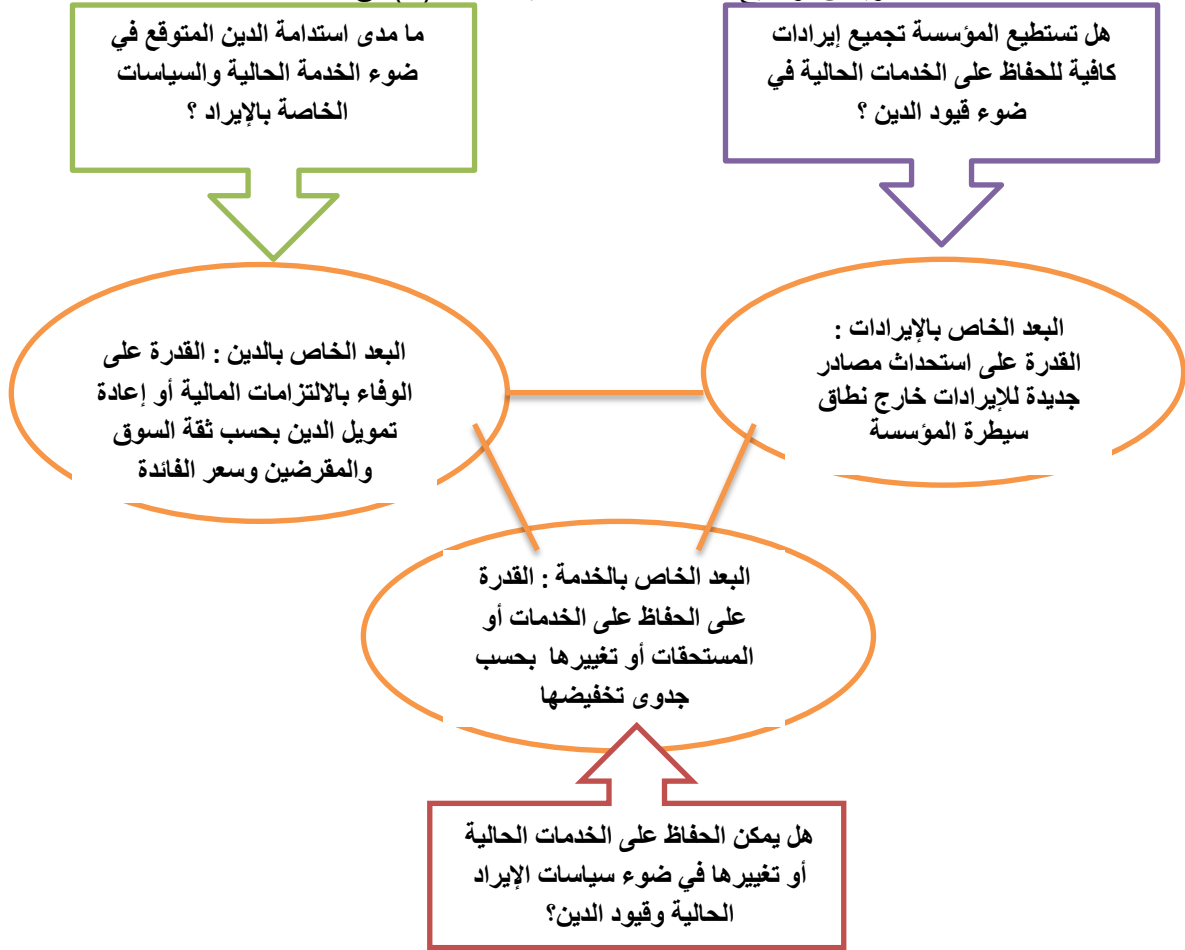 هل تستطيع المؤسسة تجميع إيرادات
كافية للحفاظ على الخدمات الحالية في
ضوء قيود الدين ؟
ما مدى استدامة الدين المتوقع في
ضوء الخدمة الحالية والسياسات
الخاصة بالإيراد ؟
البعد الخاص بالإيرادات :
القدرة على استحداث مصادر
جديدة للإيرادات خارج نطاق
سيطرة المؤسسة
البعد الخاص بالدين : القدرة على
الوفاء بالالتزامات المالية أو إعادة
تمويل الدين بحسب ثقة السوق
والمقرضين وسعر الفائدة
البعد الخاص بالخدمة : القدرة
على الحفاظ على الخدمات أو
المستحقات أو تغييرها بحسب
جدوى تخفيضها
هل يمكن الحفاظ على الخدمات الحالية
أو تغييرها في ضوء سياسات الإيراد
الحالية وقيود الدين؟